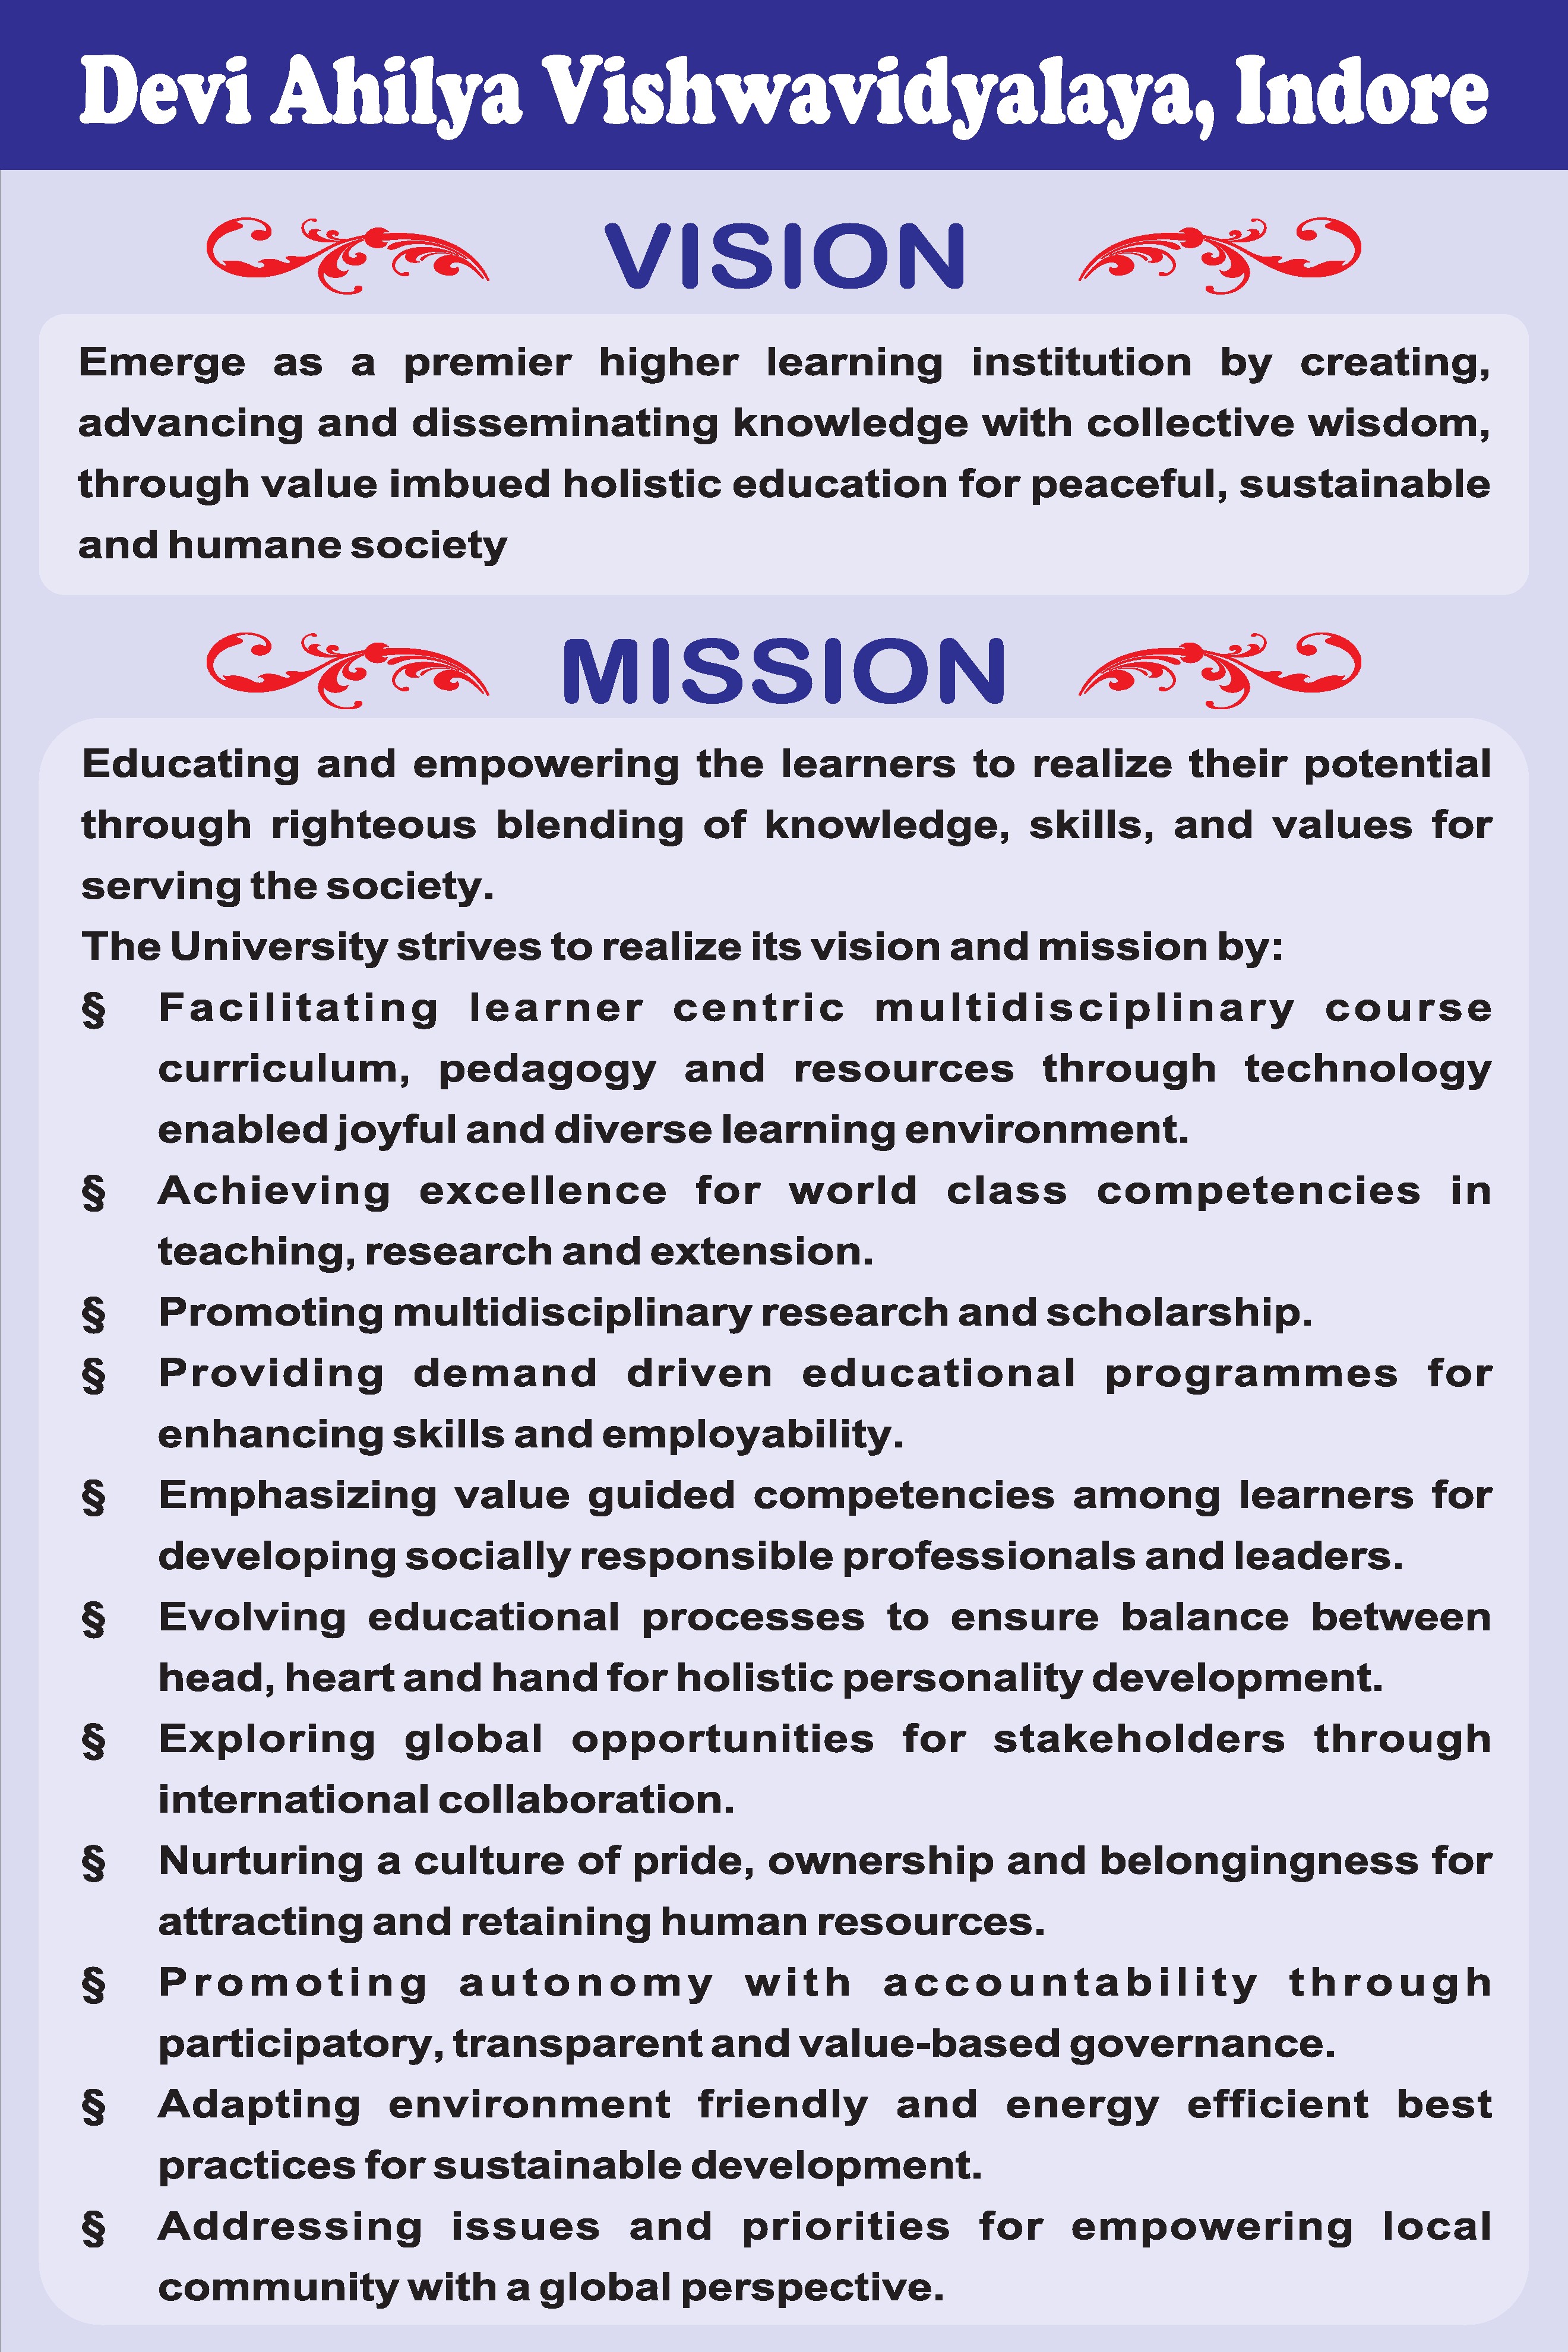 Devi Ahilya Vishwavidyalaya, Indore
VISION
Emerge as a premier higher learning institution by creating,
advancing and disseminating knowledge with collective wisdom,
through value imbued holistic education for peaceful, sustainable
and humane society
MISSION
Educating and empowering the learners to realize their potential
through righteous blending of knowledge, skills, and values for
serving the society.
The University strives to realize its vision and mission by:
§ Facilitating learner centric multidisciplinary course
curriculum, pedagogy and resources through technology
enabled joyful and diverse learning environment.
§ Achieving excellence for world class competencies in
teaching, research and extension.
§ Promoting multidisciplinary research and scholarship.
§ Providing demand driven educational programmes for
enhancing skills and employability.
§ Emphasizing value guided competencies among learners for
developing socially responsible professionals and leaders.
§ Evolving educational processes to ensure balance between
head, heart and hand for holistic personality development.
§ Exploring global opportunities for stakeholders through
international collaboration.
§ Nurturing a culture of pride, ownership and belongingness for
attracting and retaining human resources.
§ Promoting autonomy with accountability through
participatory, transparent and value-based governance.
§ Adapting environment friendly and energy efficient best
practices for sustainable development.
§ Addressing issues and priorities for empowering local
community with a global perspective.